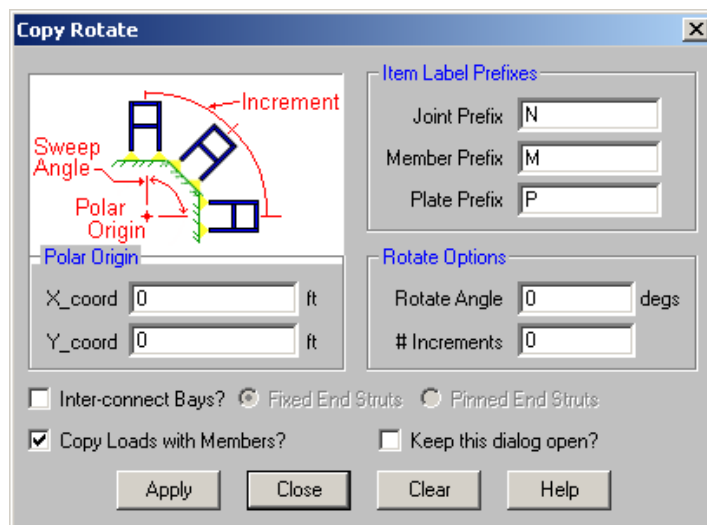 Copy Rotate
Increment
Sweep
Angle
Polar
Origin
Item Label Prefixes
Joint Prefix N
Member Prefix M
Plate Prefix P
Polar Origin
X_coord 0 ft
Y_coord 0 ft
Rotate Options
Rotate Angle 0 degs
# Increments 0
Inter-connect Bays? Fixed End Struts Pinned End Struts
Copy Loads with Members? Keep this dialog open?
Apply Close Clear Help